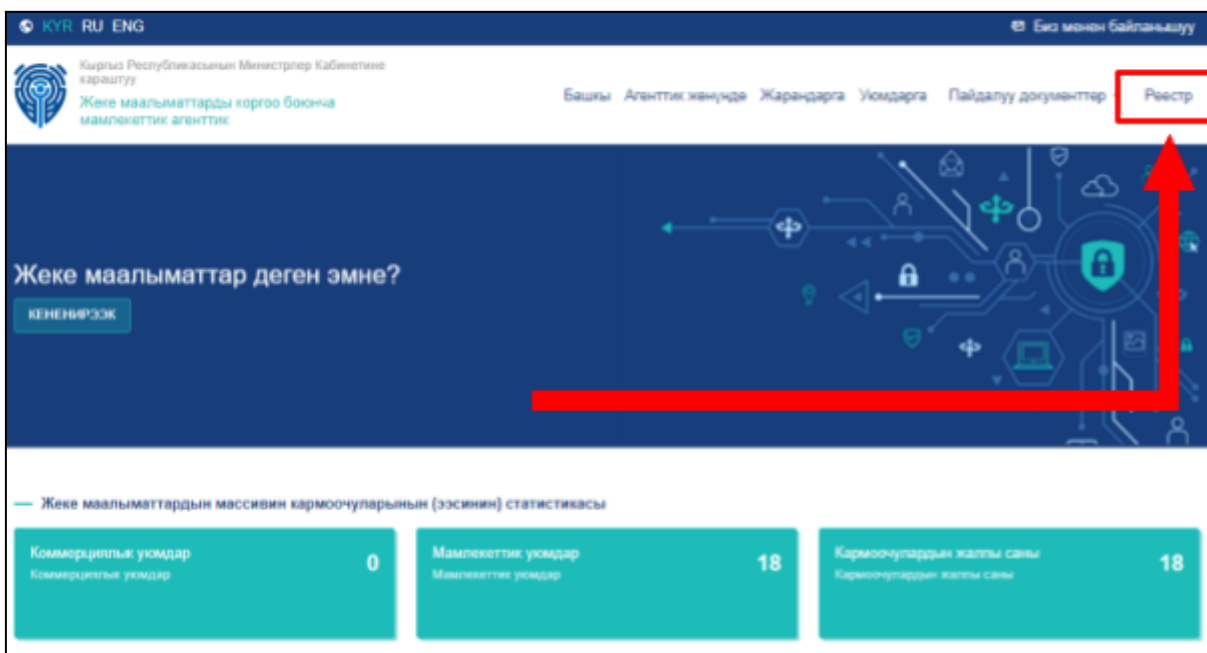 KYR RU ENG
Биз менен байланышуу
Кыргыз Республикасынын Министрлер Кабинетине
караштуу
Жеке маалыматтарды коргоо боюнча
мамлекеттик агенттик
Башкы Агенттик жөнүндө Жарандарга Уюмдарга Пайдалуу документтер Реестр
Жеке маалыматтар деген эмне?
КЕНЕНИРЭЭК
Жеке маалыматтардын массивин кармоочуларынын (ээсинин) статистикасы
Коммерциялык уюмдар 0
Коммерциялык уюмдар
Мамлекеттик уюмдар 18
Мамлекеттик уюмдар
Кармоочулардын жалпы саны 18
Кармоочулардын жалпы саны